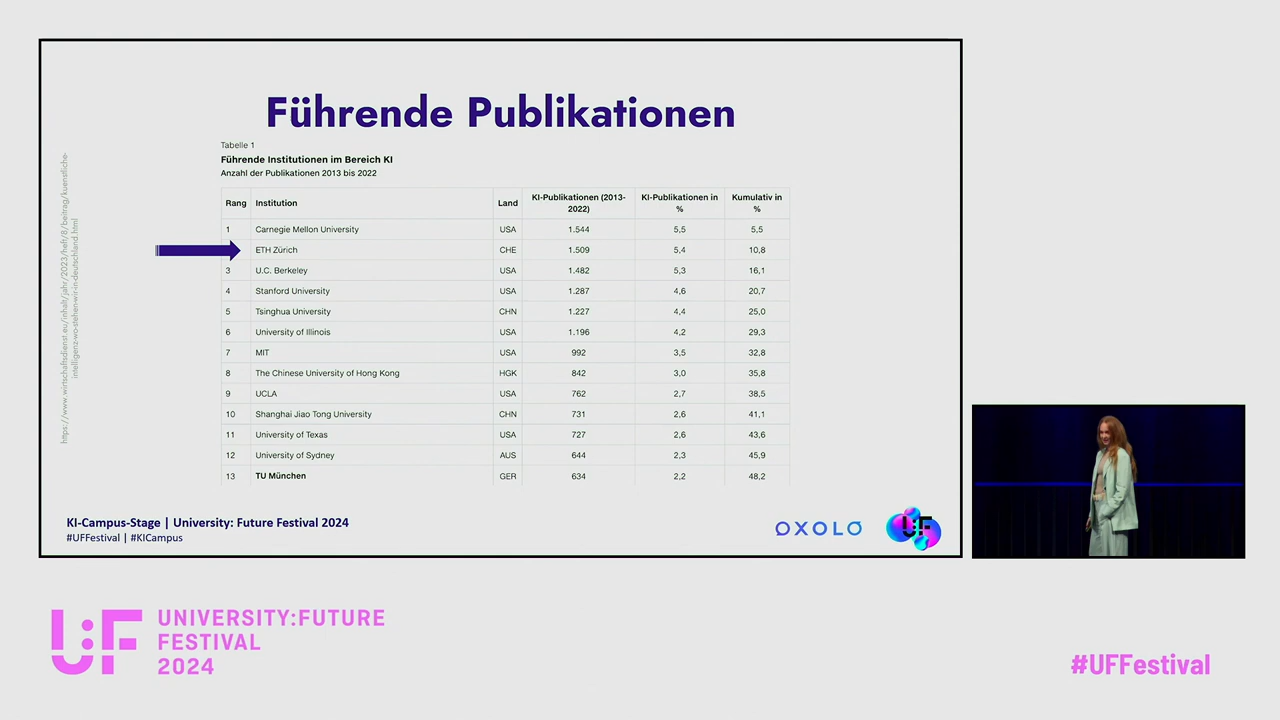 Führende Publikationen
Tabelle 1
Führende Institutionen im Bereich KI
Anzahl der Publikationen 2013 bis 2022
Rang Institution Land KI-Publikationen (2013-2022) KI-Publikationen in % Kumulativ in %
1 Carnegie Mellon University USA 1.544 5,5 5,5
ETH Zürich CHE 1.509 5,4 10,8
3 U.C. Berkeley USA 1.482 5,3 16,1
4 Stanford University USA 1.287 4,6 20,7
5 Tsinghua University CHN 1.227 4,4 25,0
6 University of Illinois USA 1.196 4,2 29,3
7 MIT USA 992 3,5 32,8
8 The Chinese University of Hong Kong HGK 842 3,0 35,8
9 UCLA USA 762 2,7 38,5
10 Shanghai Jiao Tong University CHN 731 2,6 41,1
11 University of Texas USA 727 2,6 43,6
12 University of Sydney AUS 644 2,3 45,9
13 TU München GER 634 2,2 48,2
https://www.wirtschaftsdienst.eu/inhalt/jahr/2023/heft/8/beitrag/kuenstliche-
intelligenz-wo-stehen-wir-in-deutschland.html
KI-Campus-Stage | University: Future Festival 2024
#UFFestival | #KICampus
OXOLO
U:F
U:F
UNIVERSITY:FUTURE
FESTIVAL
2024
#UFFestival